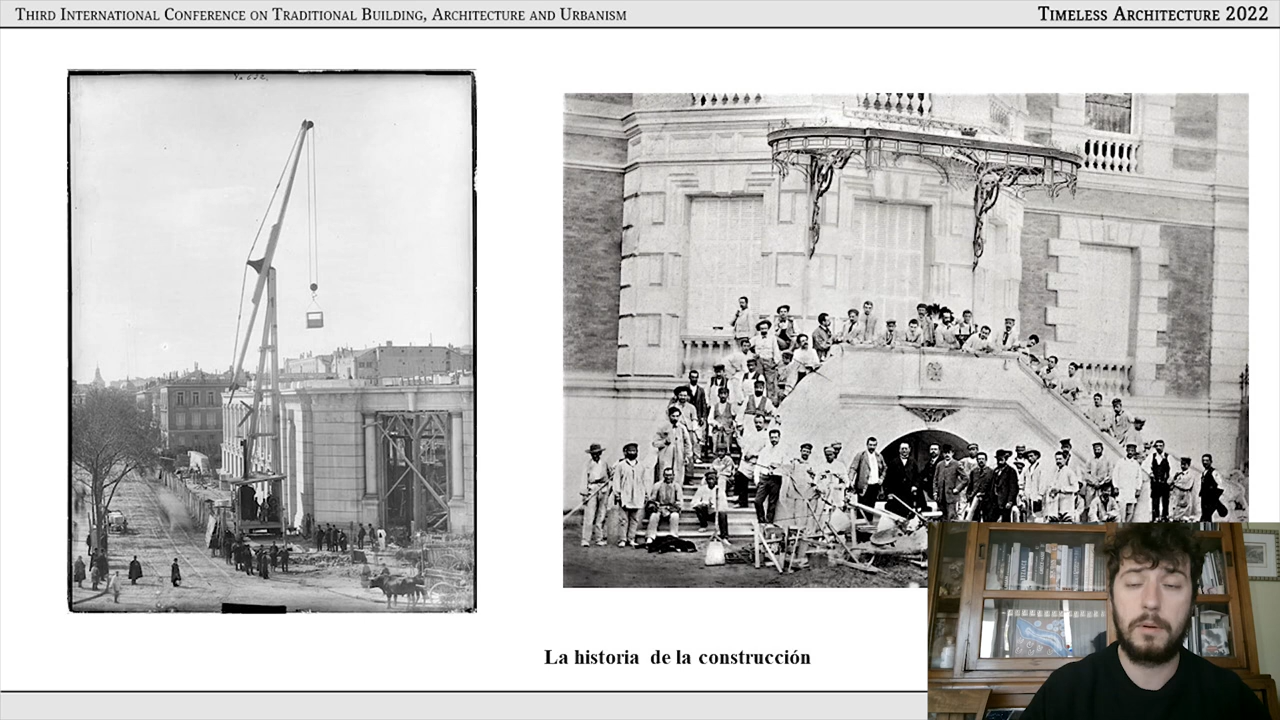 Third International Conference on Traditional Building, Architecture and Urbanism
Timeless Architecture 2022
La historia de la construcción